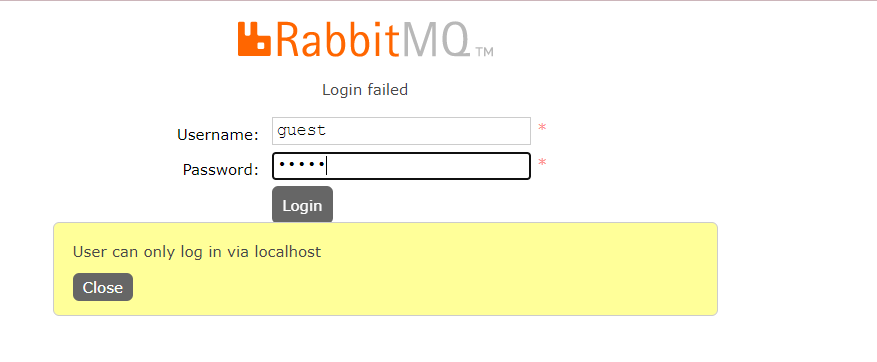 RabbitMQ™
Login failed
Username: guest *
Password: ••••• *
Login
User can only log in via localhost
Close